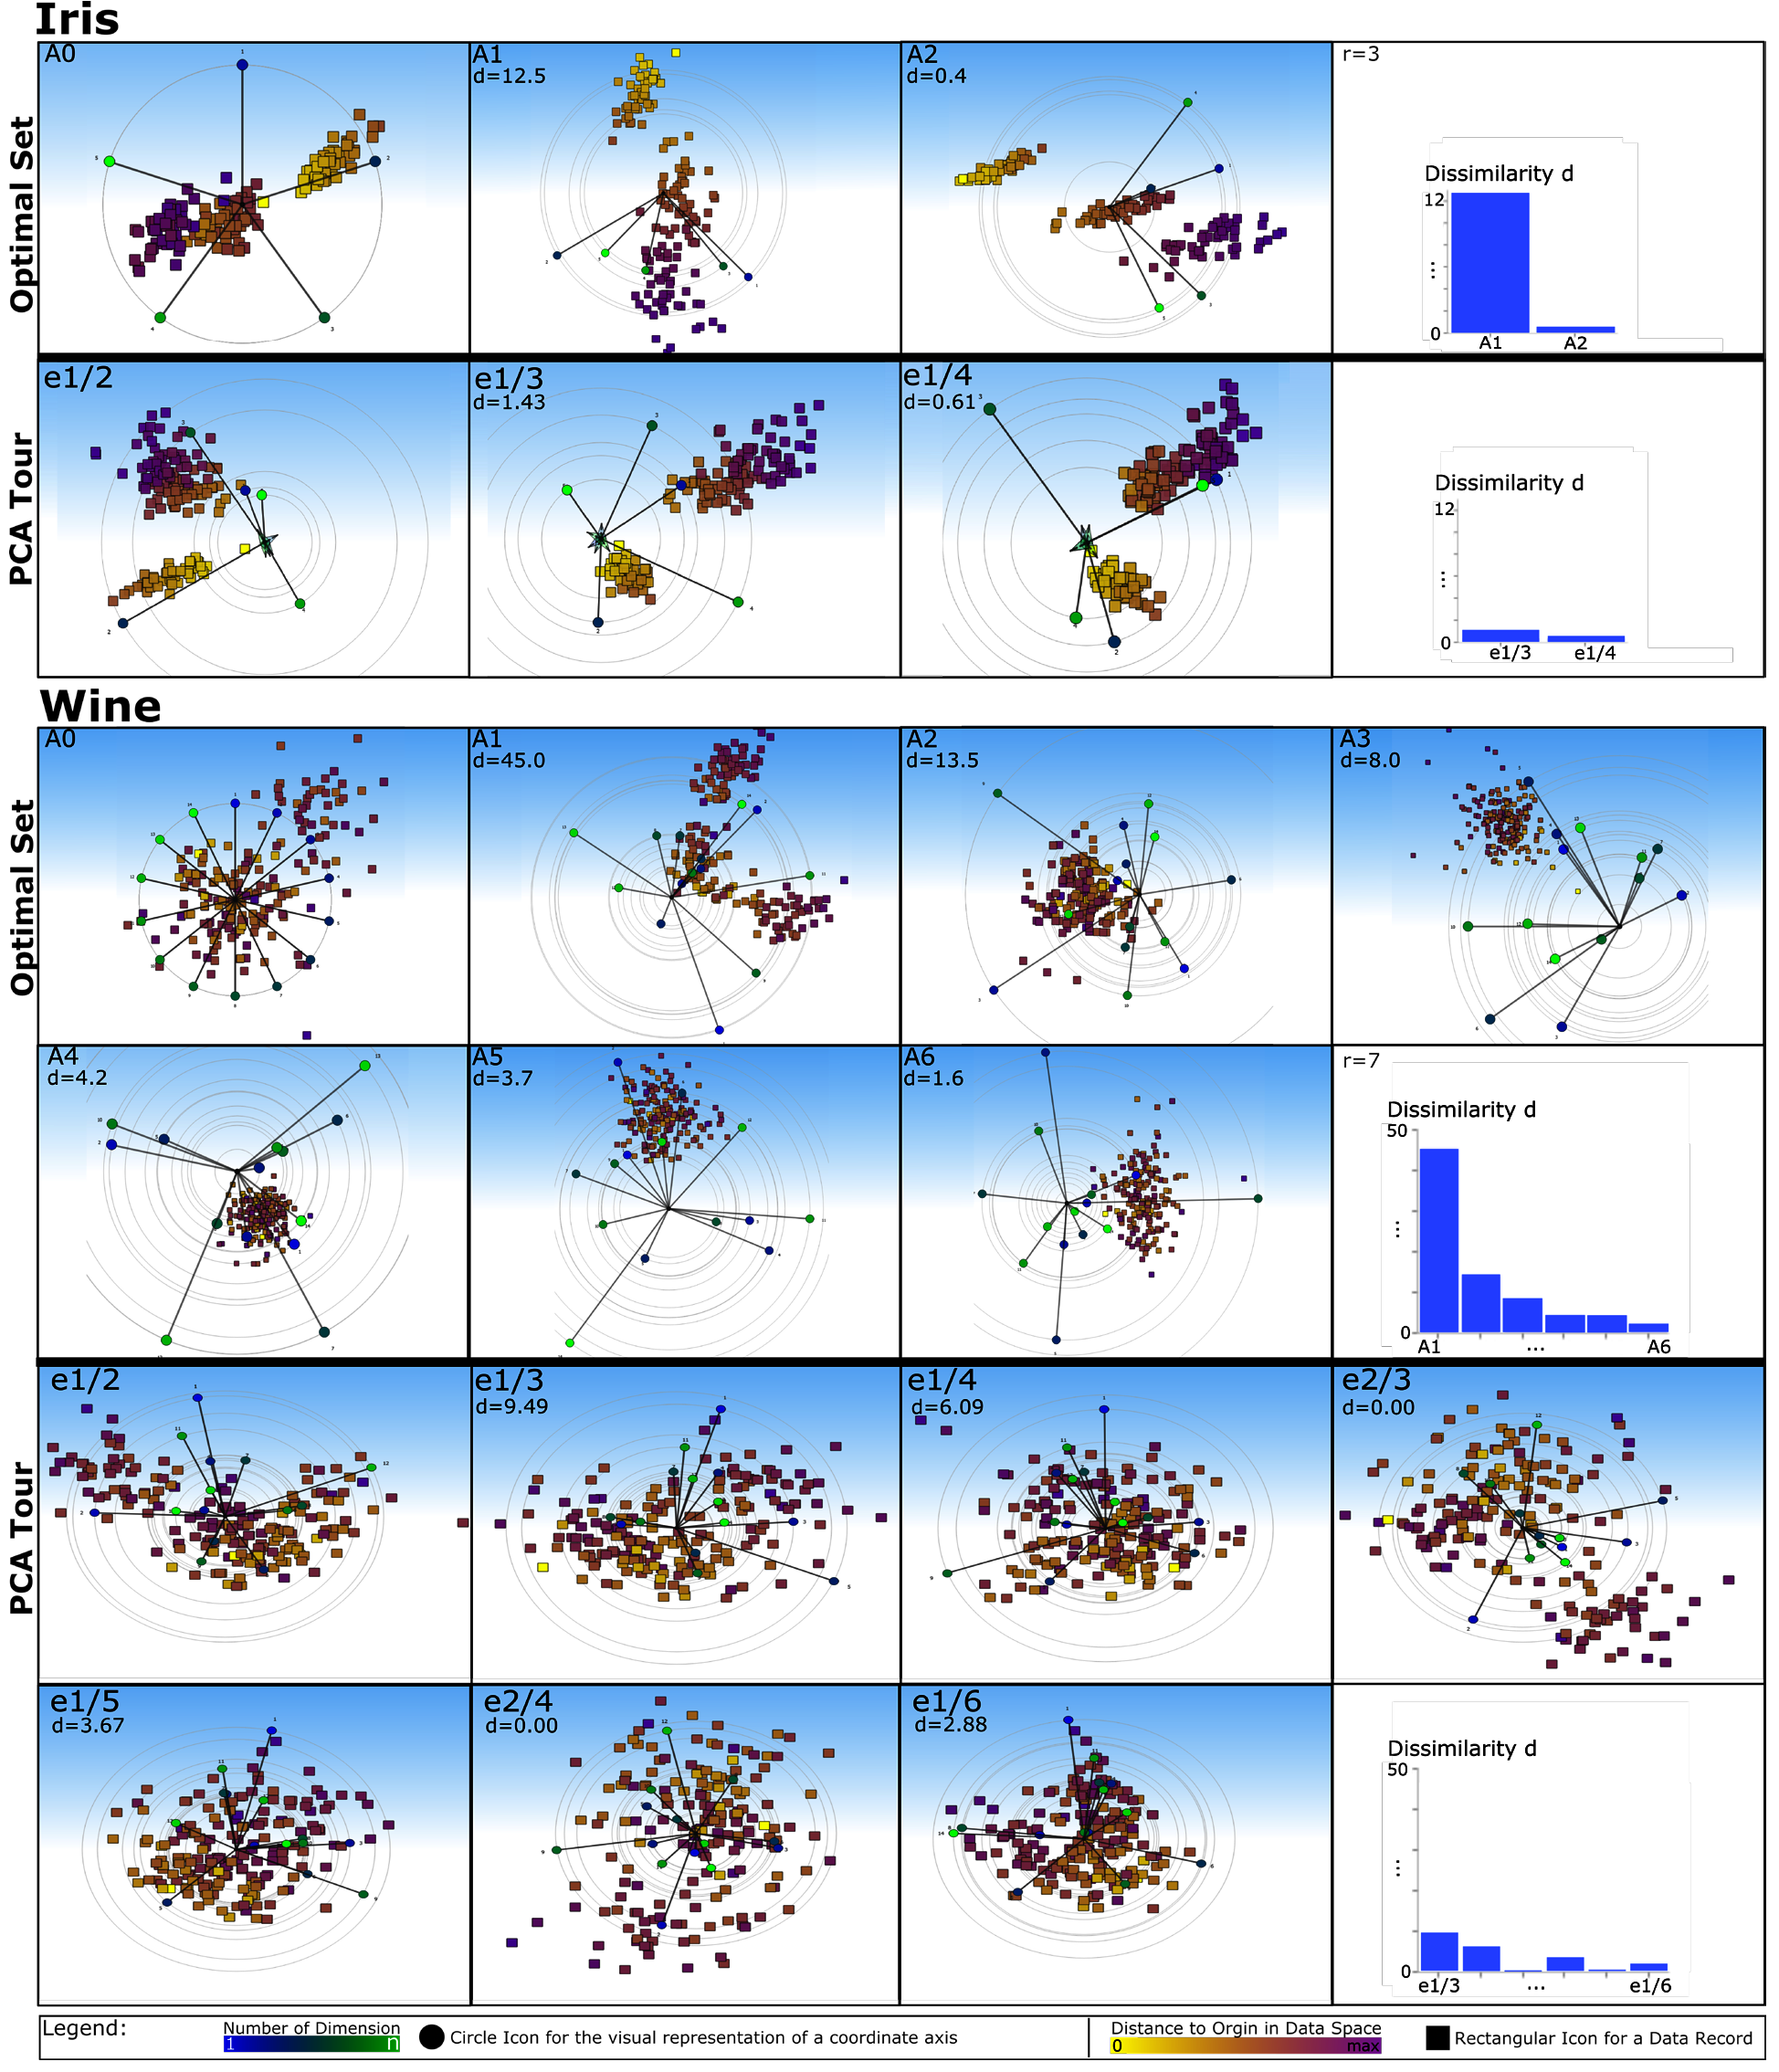 Iris
Optimal Set
A0
A1
d=12.5
A2
d=0.4
r=3
Dissimilarity d
12
...
0
A1 A2
PCA Tour
e1/2
e1/3
d=1.43
e1/4
d=0.61
Dissimilarity d
12
...
0
e1/3 e1/4
Wine
Optimal Set
A0
A1
d=45.0
A2
d=13.5
A3
d=8.0
A4
d=4.2
A5
d=3.7
A6
d=1.6
r=7
Dissimilarity d
50
...
0
A1 ... A6
PCA Tour
e1/2
e1/3
d=9.49
e1/4
d=6.09
e2/3
d=0.00
e1/5
d=3.67
e2/4
d=0.00
e1/6
d=2.88
Dissimilarity d
50
...
0
e1/3 ... e1/6
Legend:
Number of Dimension
1 n
Circle Icon for the visual representation of a coordinate axis
Distance to Orgin in Data Space
0 max
Rectangular Icon for a Data Record